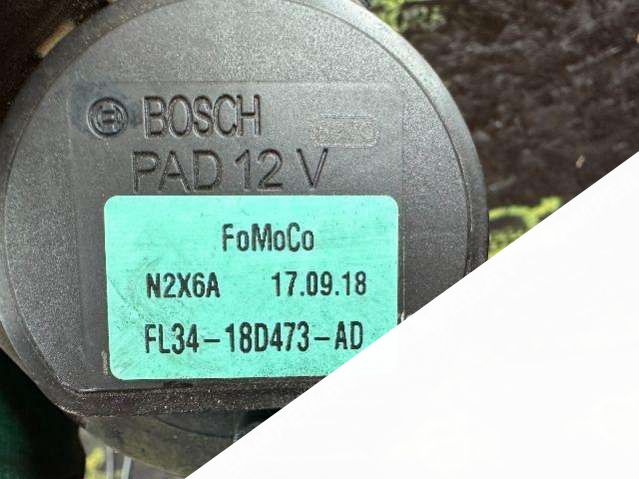 BOSCH
PAD 12 V
FoMoCo
N2X6A 17.09.18
FL34-18D473-AD